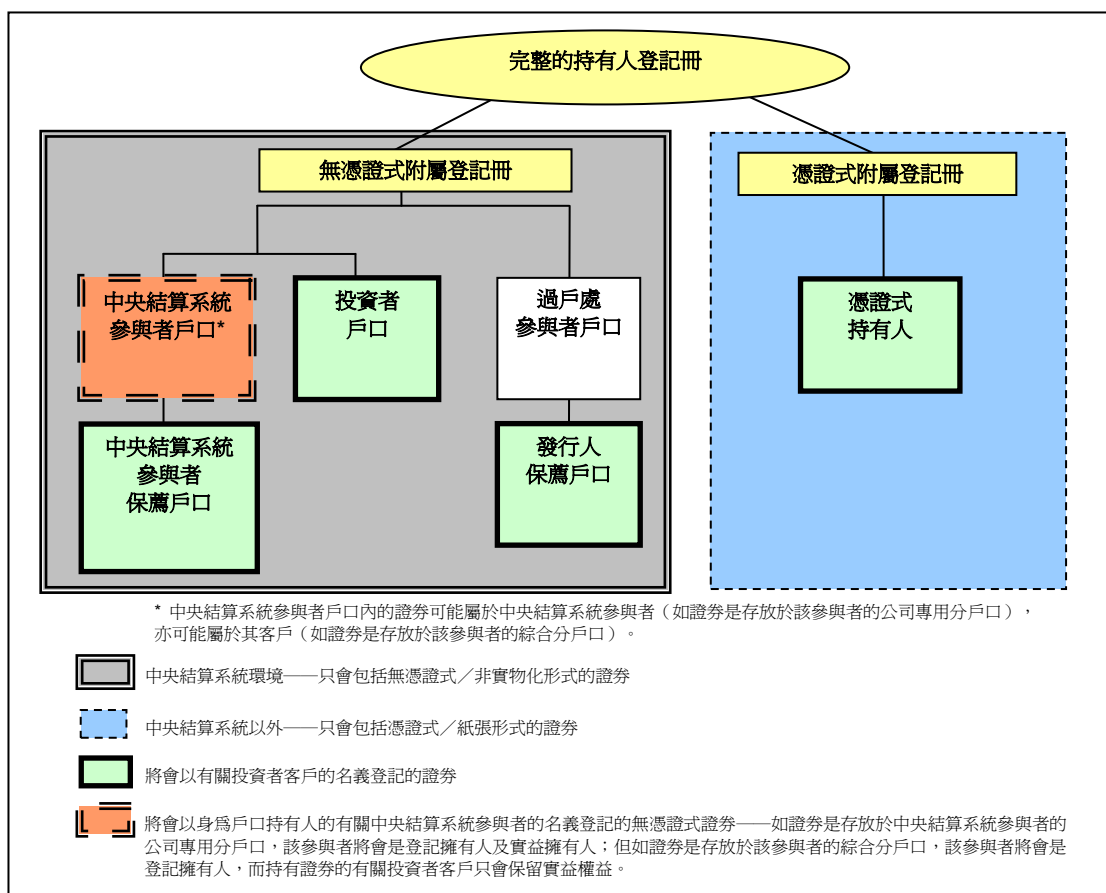 完整的持有人登記冊
無憑證式附屬登記冊
憑證式附屬登記冊
中央結算系統
參與者戶口*
投資者
戶口
過戶處
參與者戶口
憑證式
持有人
中央結算系統
參與者
保薦戶口
發行人
保薦戶口
* 中央結算系統參與者戶口內的證券可能屬於中央結算系統參與者（如證券是存放於該參與者的公司專用分戶口），
亦可能屬於其客戶（如證券是存放於該參與者的綜合分戶口）。
中央結算系統環境——只會包括無憑證式／非實物化形式的證券
中央結算系統以外——只會包括憑證式／紙張形式的證券
將會以有關投資者客戶的名義登記的證券
將會以身為戶口持有人的有關中央結算系統參與者的名義登記的無憑證式證券——如證券是存放於中央結算系統參與者的
公司專用分戶口，該參與者將會是登記擁有人及實益擁有人；但如證券是存放於該參與者的綜合分戶口，該參與者將會是
登記擁有人，而持有證券的有關投資者客戶只會保留實益權益。